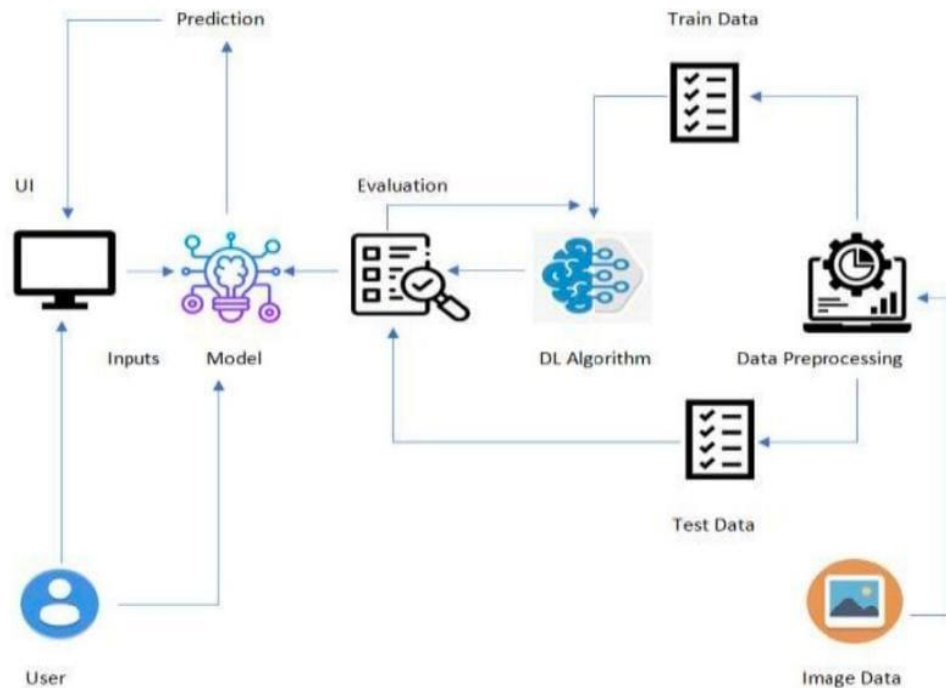 Prediction
Train Data
UI
Evaluation
Inputs
Model
DL Algorithm
Data Preprocessing
Test Data
User
Image Data